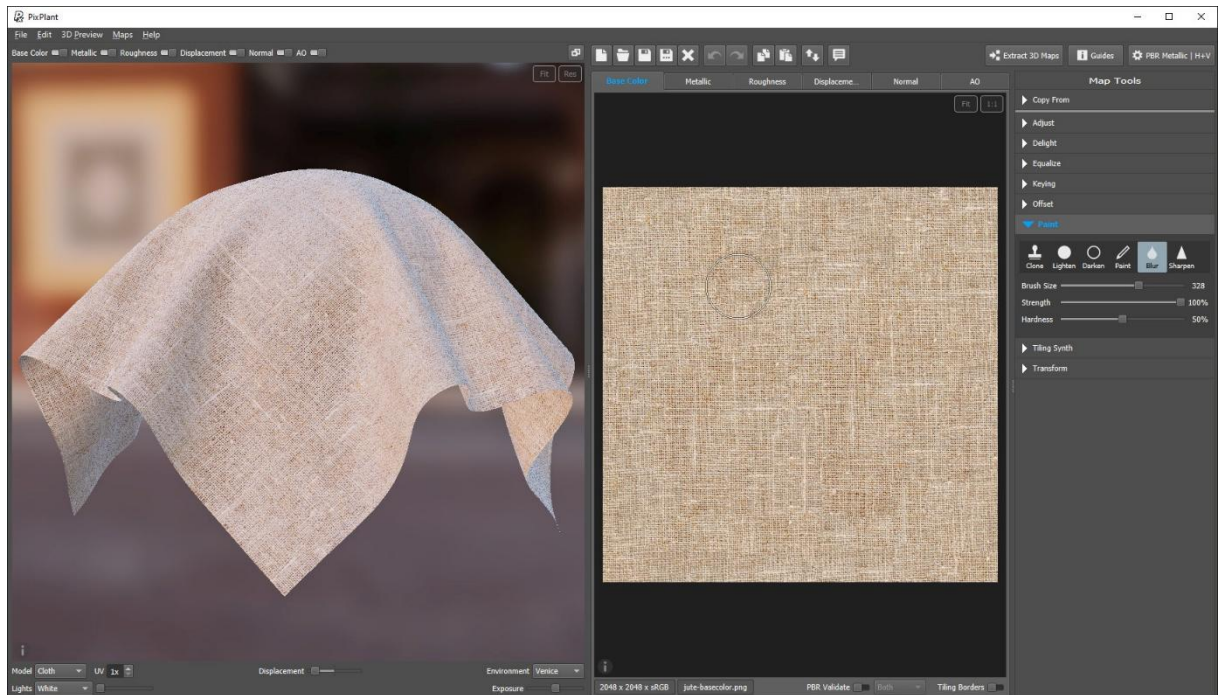 PixPlant
File Edit 3D Preview Maps Help
Base Color Metallic Roughness Displacement Normal AO
Extract 3D Maps Guides PBR Metallic | H+V
Fit Res
Base Color Metallic Roughness Displaceme... Normal AO
Map Tools
Fit 1:1
Copy From
Adjust
Delight
Equalize
Keying
Offset
Paint
Clone Lighten Darken Paint Blur Sharpen
Brush Size 328
Strength 100%
Hardness 50%
Tiling Synth
Transform
Model Cloth UV 1x Displacement Environment Venice
Lights White Exposure
2048 x 2048 x sRGB jute-basecolor.png PBR Validate Both Tiling Borders